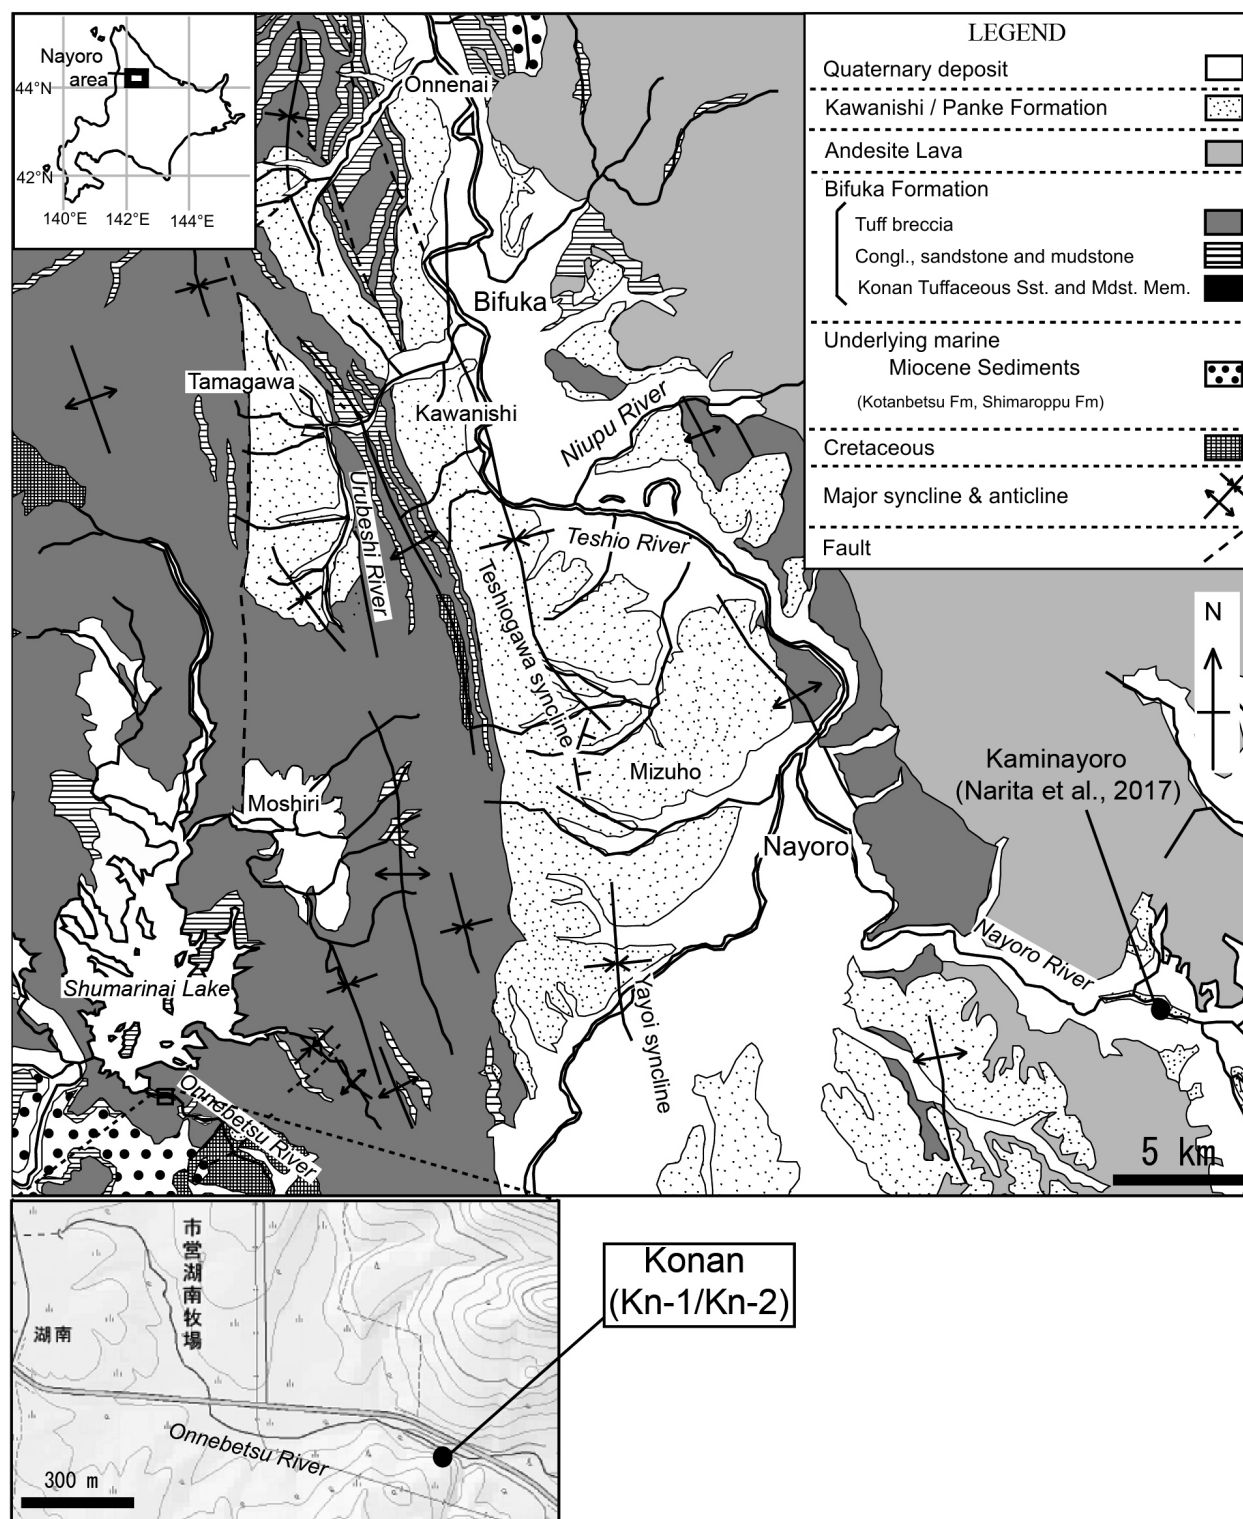 Nayoro
area
44°N
42°N
140°E
142°E
144°E
LEGEND
Quaternary deposit
Kawanishi / Panke Formation
Andesite Lava
Bifuka Formation
Tuff breccia
Congl., sandstone and mudstone
Konan Tuffaceous Sst. and Mdst. Mem.
Underlying marine
Miocene Sediments
(Kotanbetsu Fm, Shimaroppu Fm)
Cretaceous
Major syncline & anticline
Fault
Onnenai
Bifuka
Tamagawa
Kawanishi
Niupu River
Urubeshi River
Teshio River
Teshiogawa syncline
N
Mizuho
Kaminayoro
(Narita et al., 2017)
Moshiri
Nayoro
Nayoro River
Shumarinai Lake
Yayoi syncline
Onnebetsu River
5 km
市営湖南牧場
湖南
Onnebetsu River
300 m
Konan
(Kn-1/Kn-2)